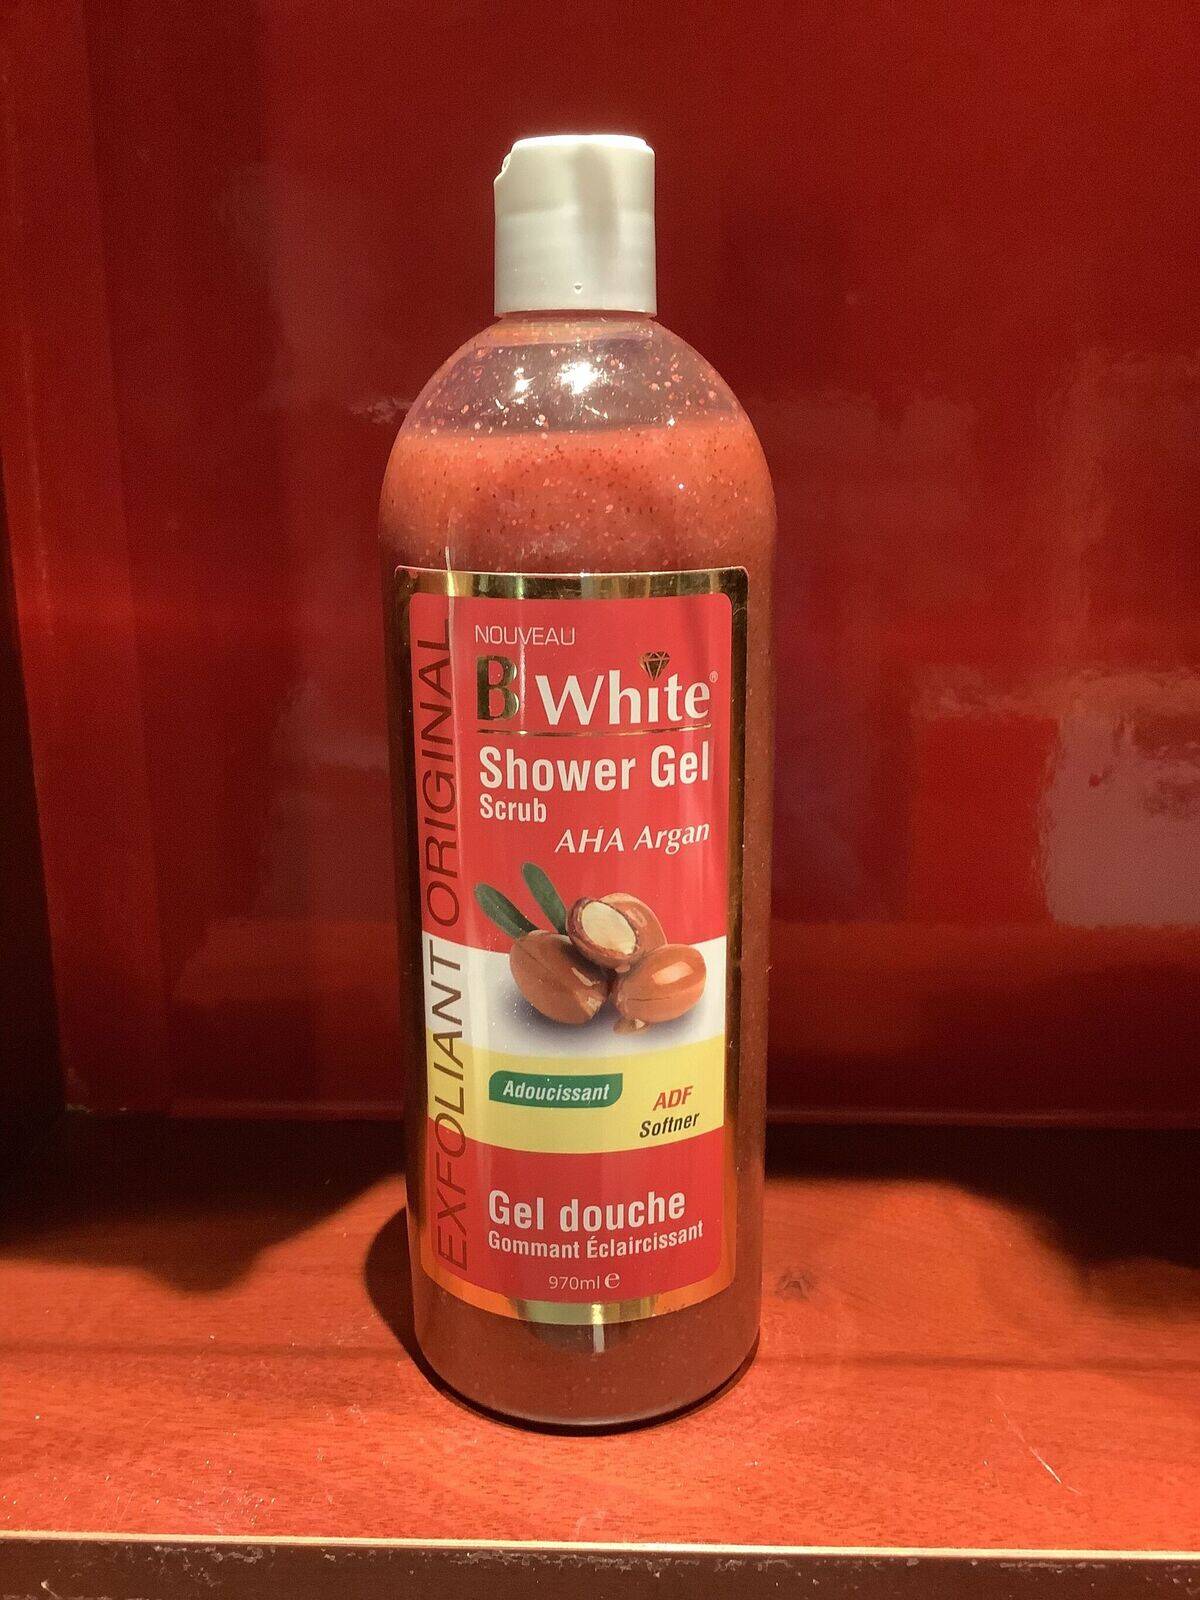 NOUVEAU
B White®
Shower Gel
Scrub
AHA Argan
EXFOLIANT ORIGINAL
Adoucissant
ADF
Softner
Gel douche
Gommant Éclaircissant
970ml e